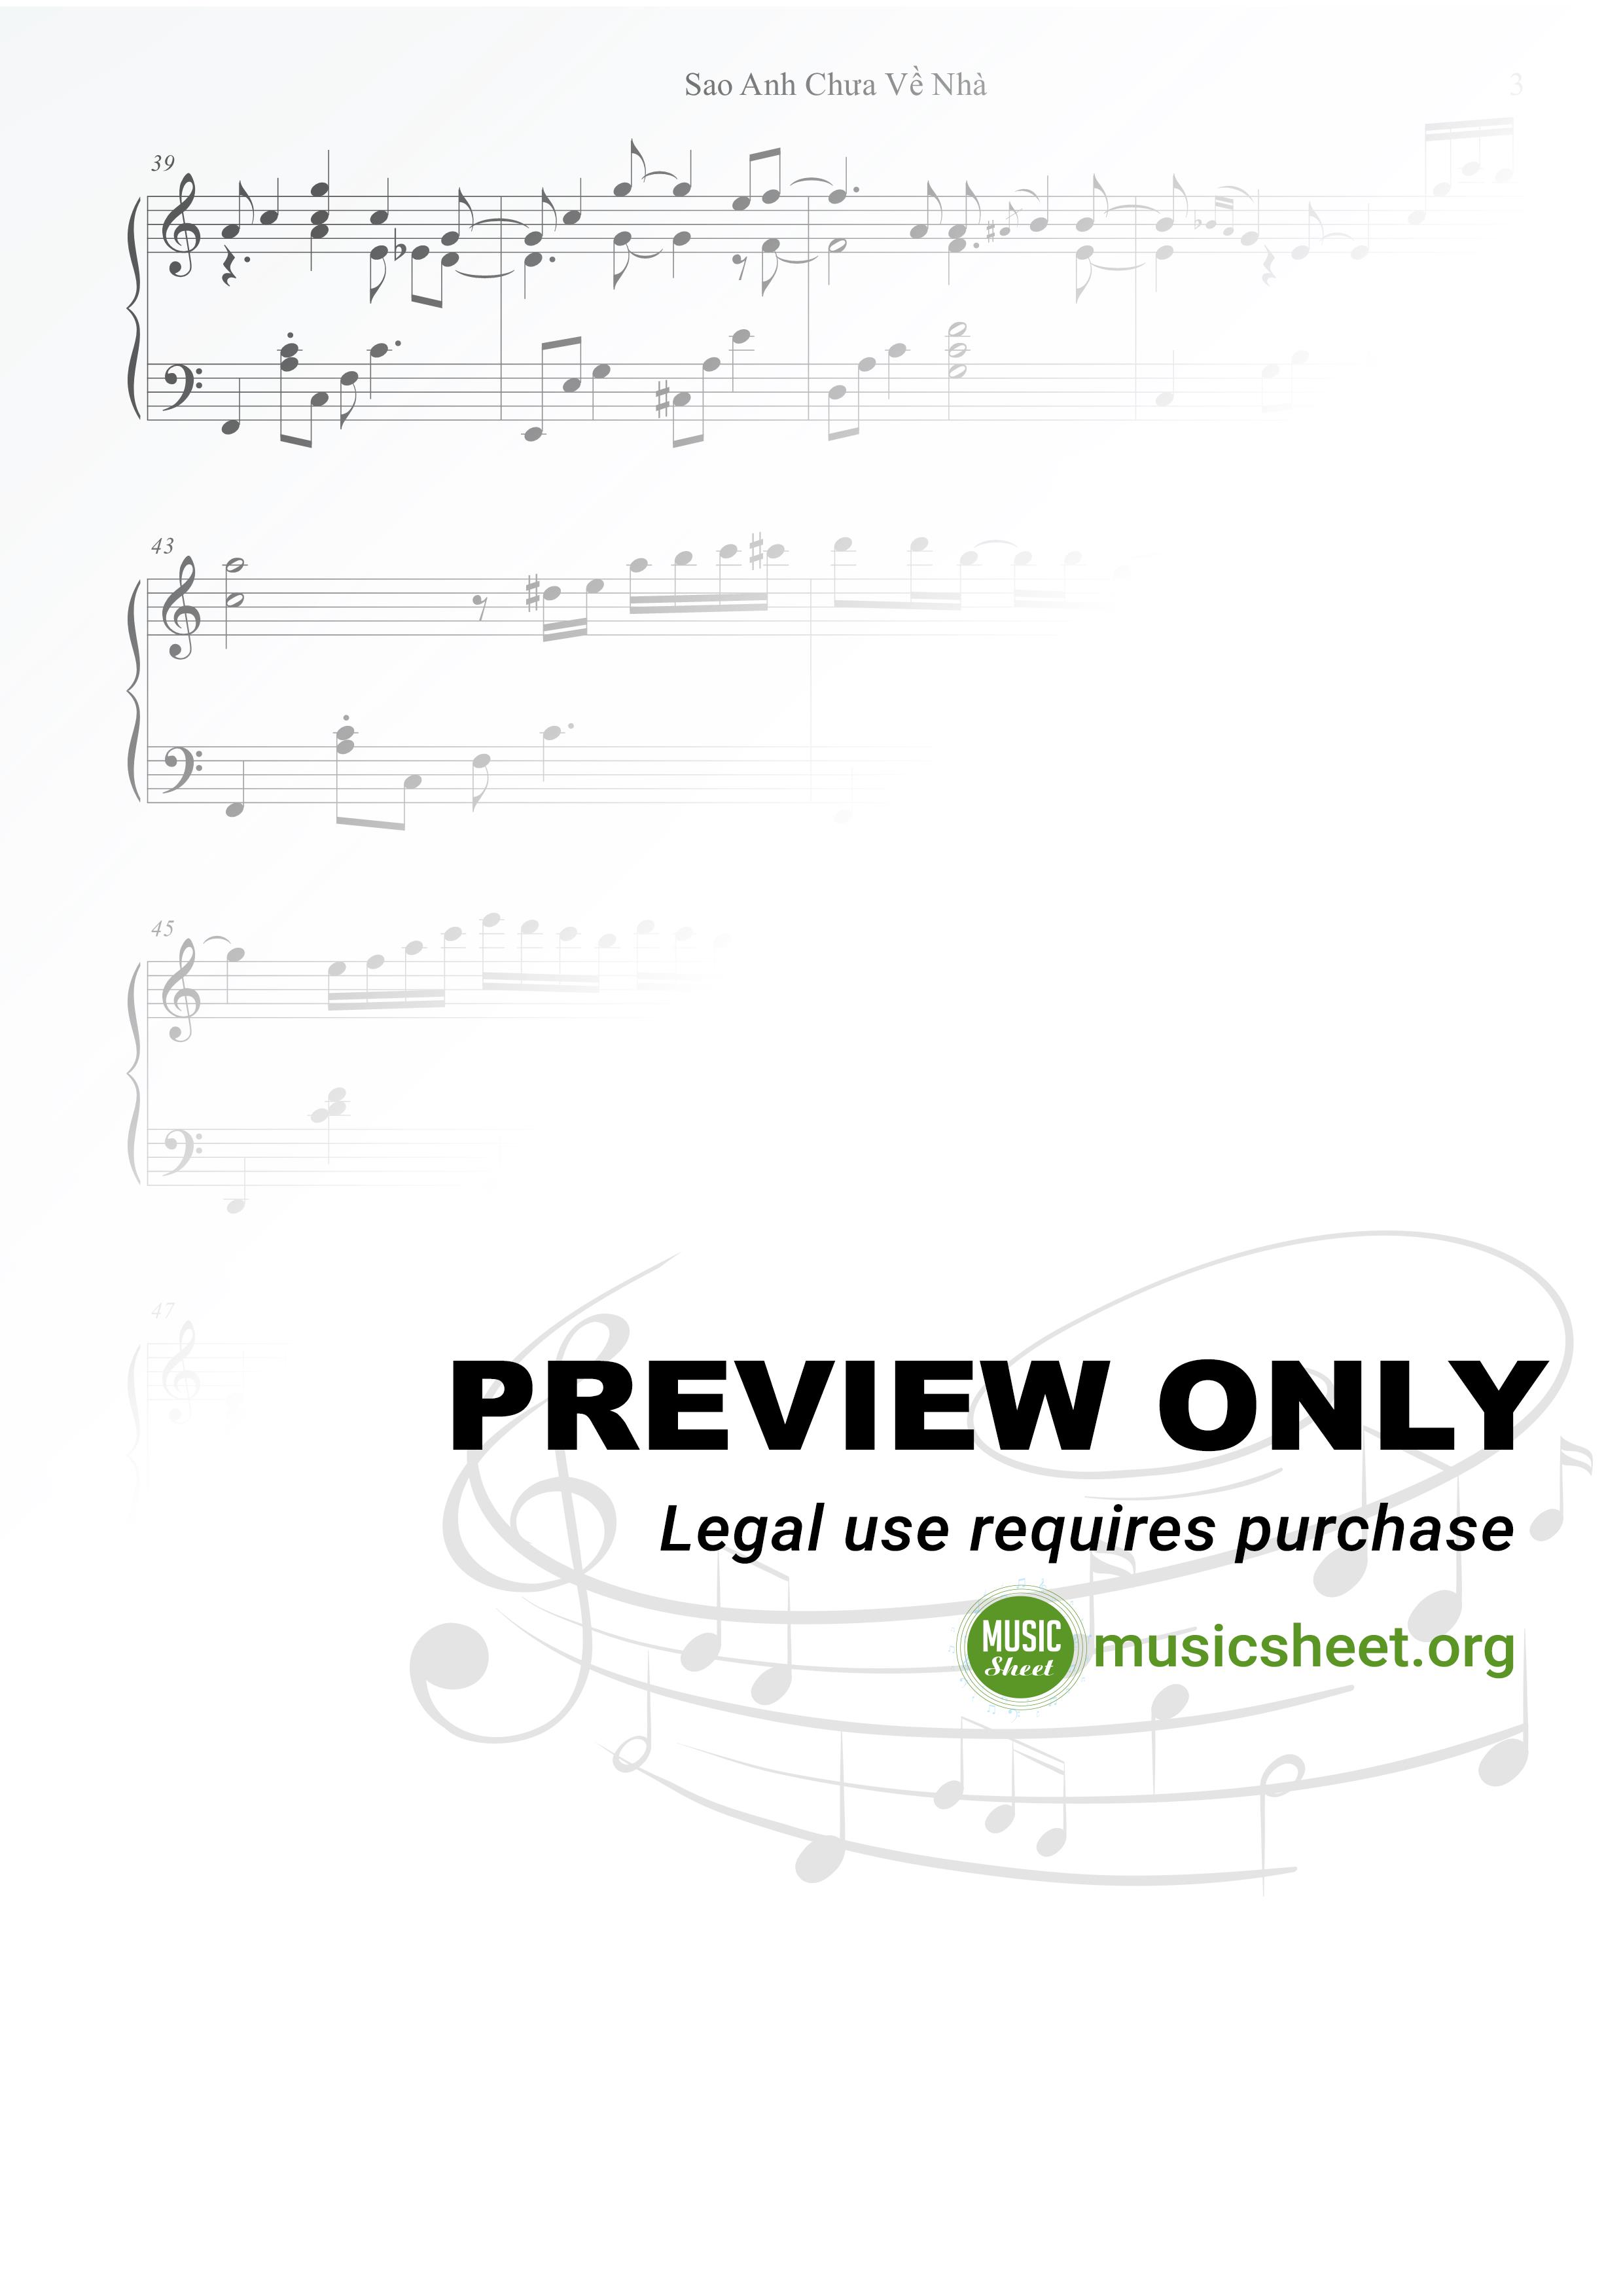 Sao Anh Chưa Về Nhà
3
39
43
45
47
PREVIEW ONLY
Legal use requires purchase
MUSIC
Sheet
musicsheet.org